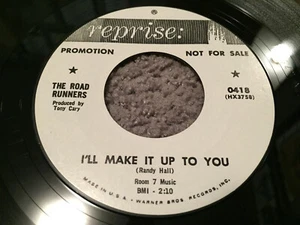 reprise:
PROMOTION
NOT FOR SALE
THE ROAD
RUNNERS
Produced by
Tony Cary
0418
(HX3758)
I'LL MAKE IT UP TO YOU
(Randy Hall)
Room 7 Music
BMI - 2:10
MADE IN U.S.A. - WARNER BROS. RECORDS, INC.